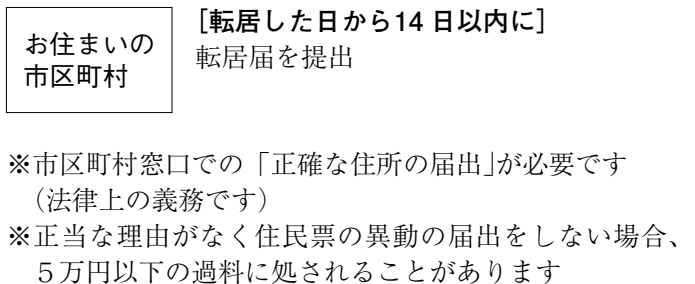 お住まいの
市区町村
[転居した日から14日以内に]
転居届を提出
※市区町村窓口での「正確な住所の届出」が必要です
（法律上の義務です）
※正当な理由がなく住民票の異動の届出をしない場合、
５万円以下の過料に処されることがあります